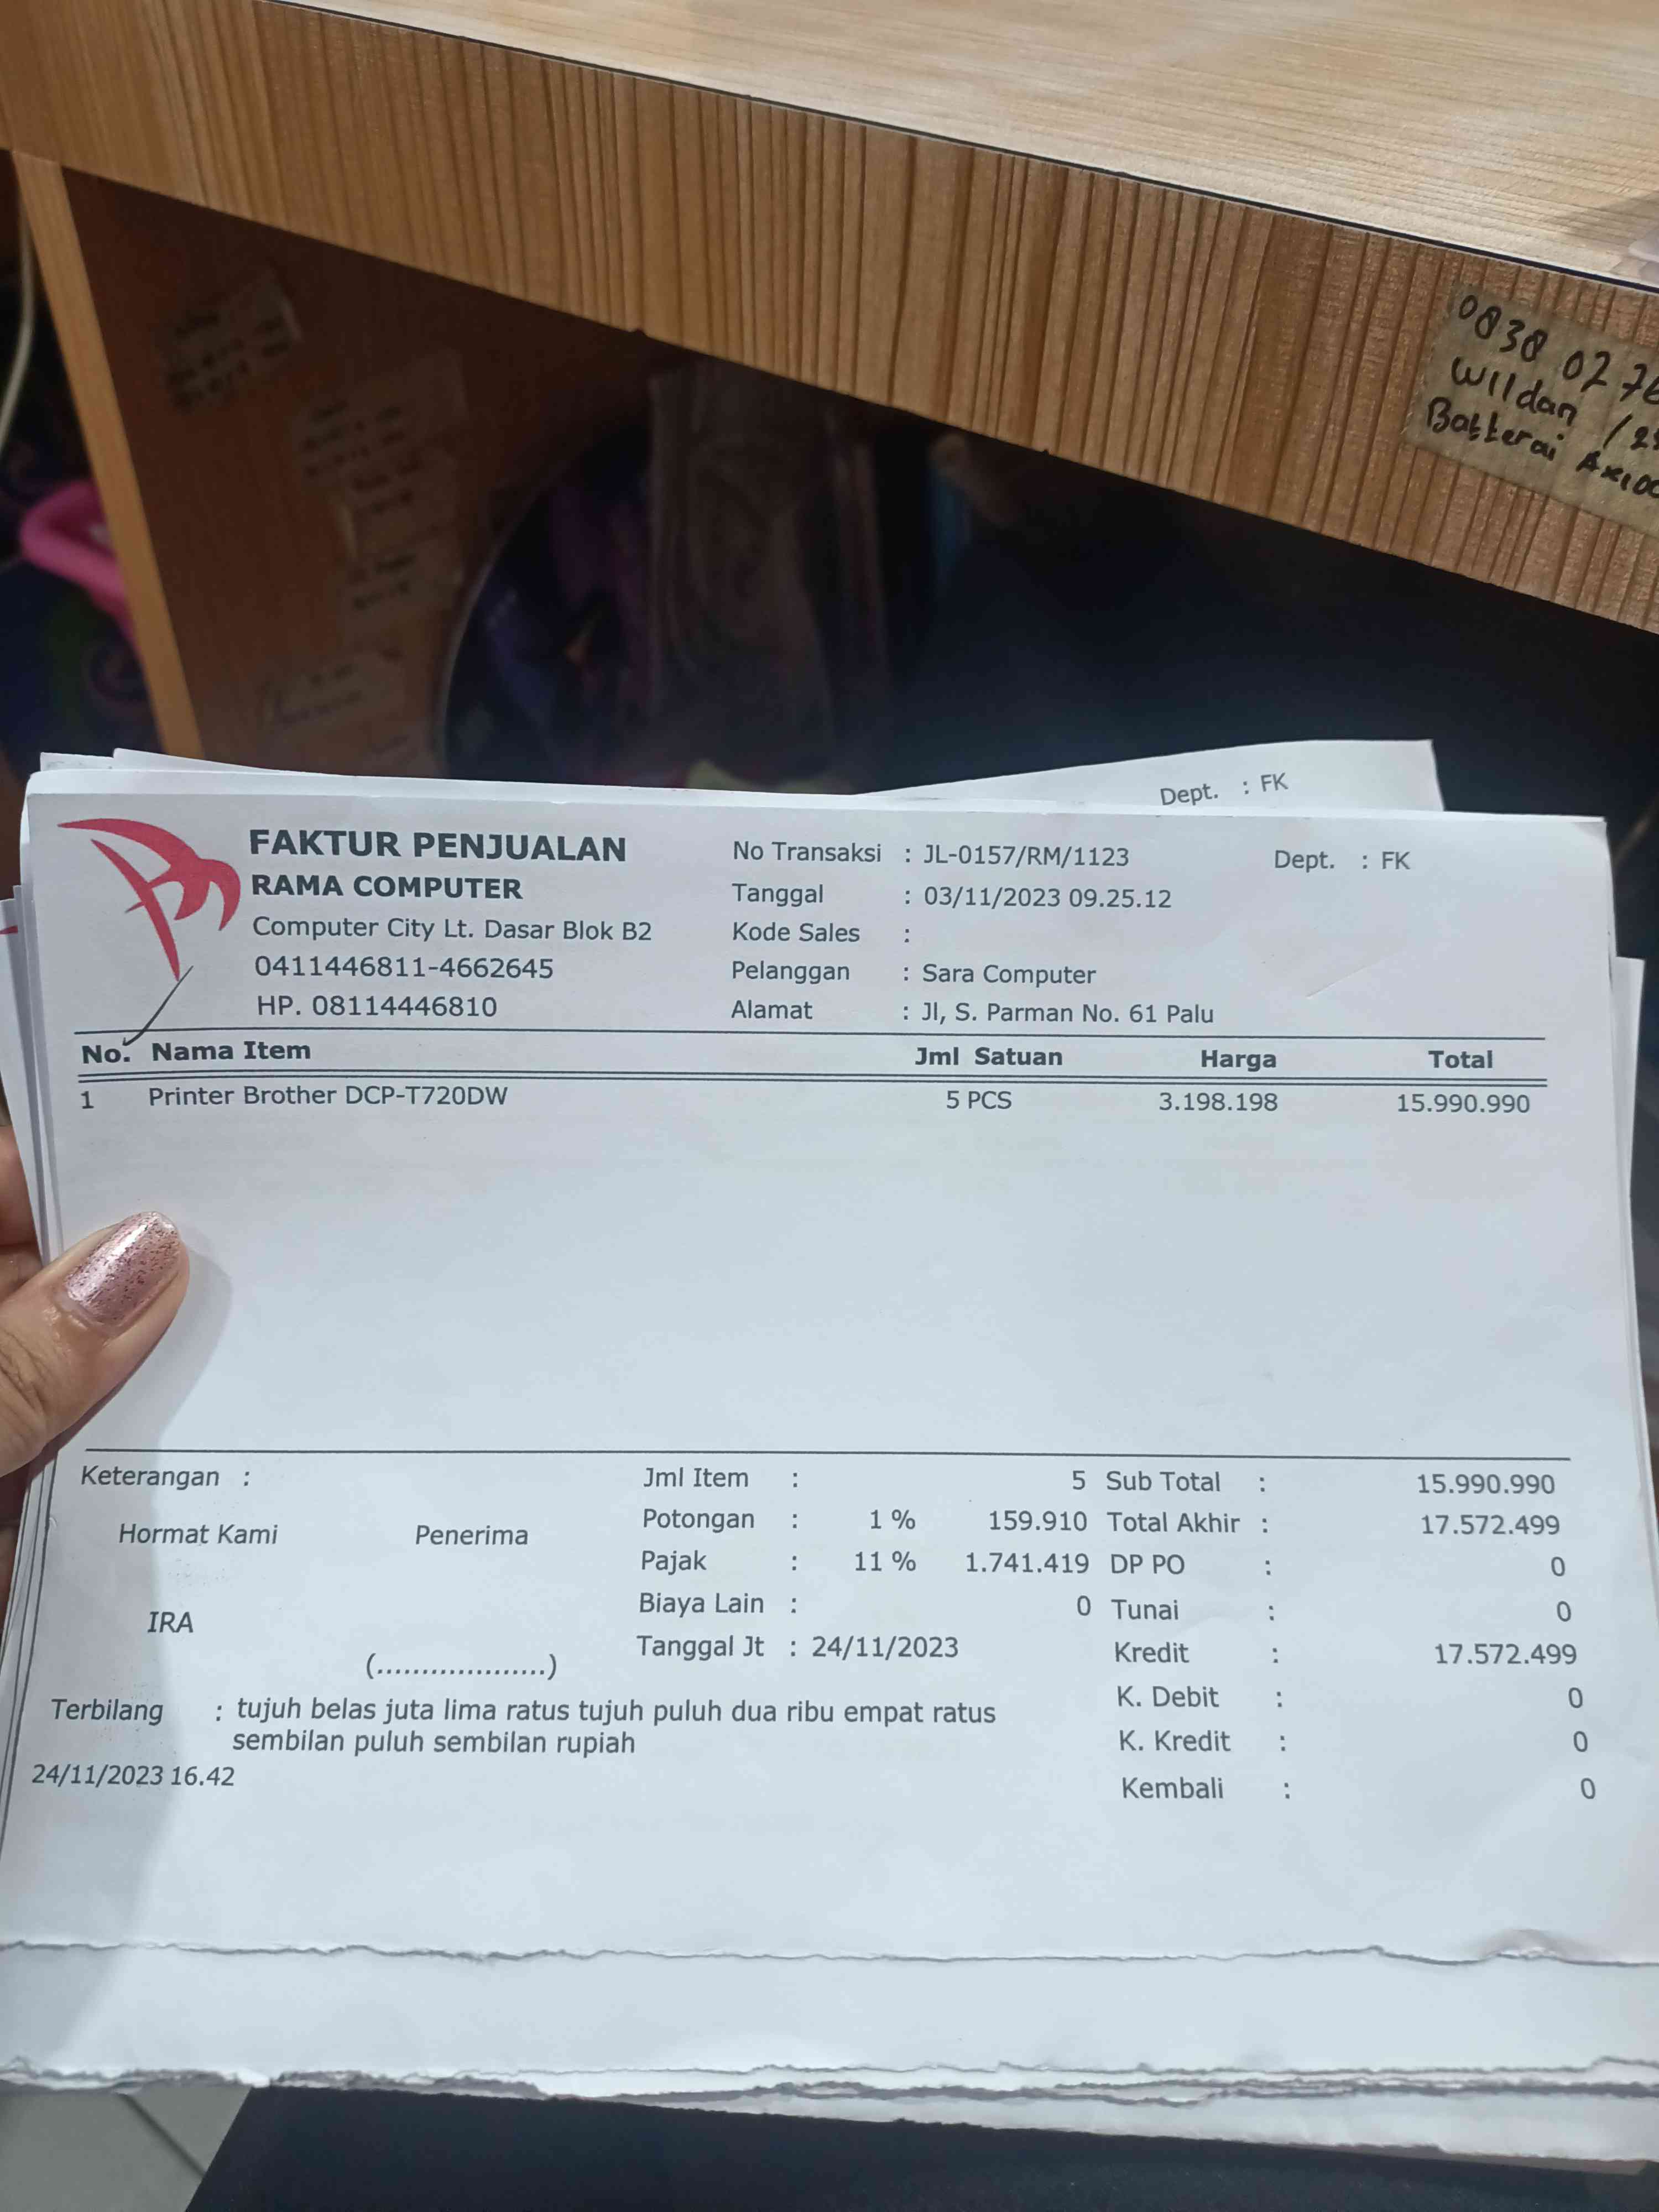 0838 02 76
Wildan / 2
Batterai Axioo
Dept. : FK
FAKTUR PENJUALAN
RAMA COMPUTER
Computer City Lt. Dasar Blok B2
0411446811-4662645
HP. 08114446810
No Transaksi : JL-0157/RM/1123 Dept. : FK
Tanggal : 03/11/2023 09.25.12
Kode Sales :
Pelanggan : Sara Computer
Alamat : Jl, S. Parman No. 61 Palu
No. Nama Item Jml Satuan Harga Total
1 Printer Brother DCP-T720DW 5 PCS 3.198.198 15.990.990
Keterangan :
Hormat Kami Penerima
IRA
(...................)
Jml Item : 5 Sub Total : 15.990.990
Potongan : 1 % 159.910 Total Akhir : 17.572.499
Pajak : 11 % 1.741.419 DP PO : 0
Biaya Lain : 0 Tunai : 0
Tanggal Jt : 24/11/2023 Kredit : 17.572.499
K. Debit : 0
K. Kredit : 0
Kembali : 0
Terbilang : tujuh belas juta lima ratus tujuh puluh dua ribu empat ratus
sembilan puluh sembilan rupiah
24/11/2023 16.42